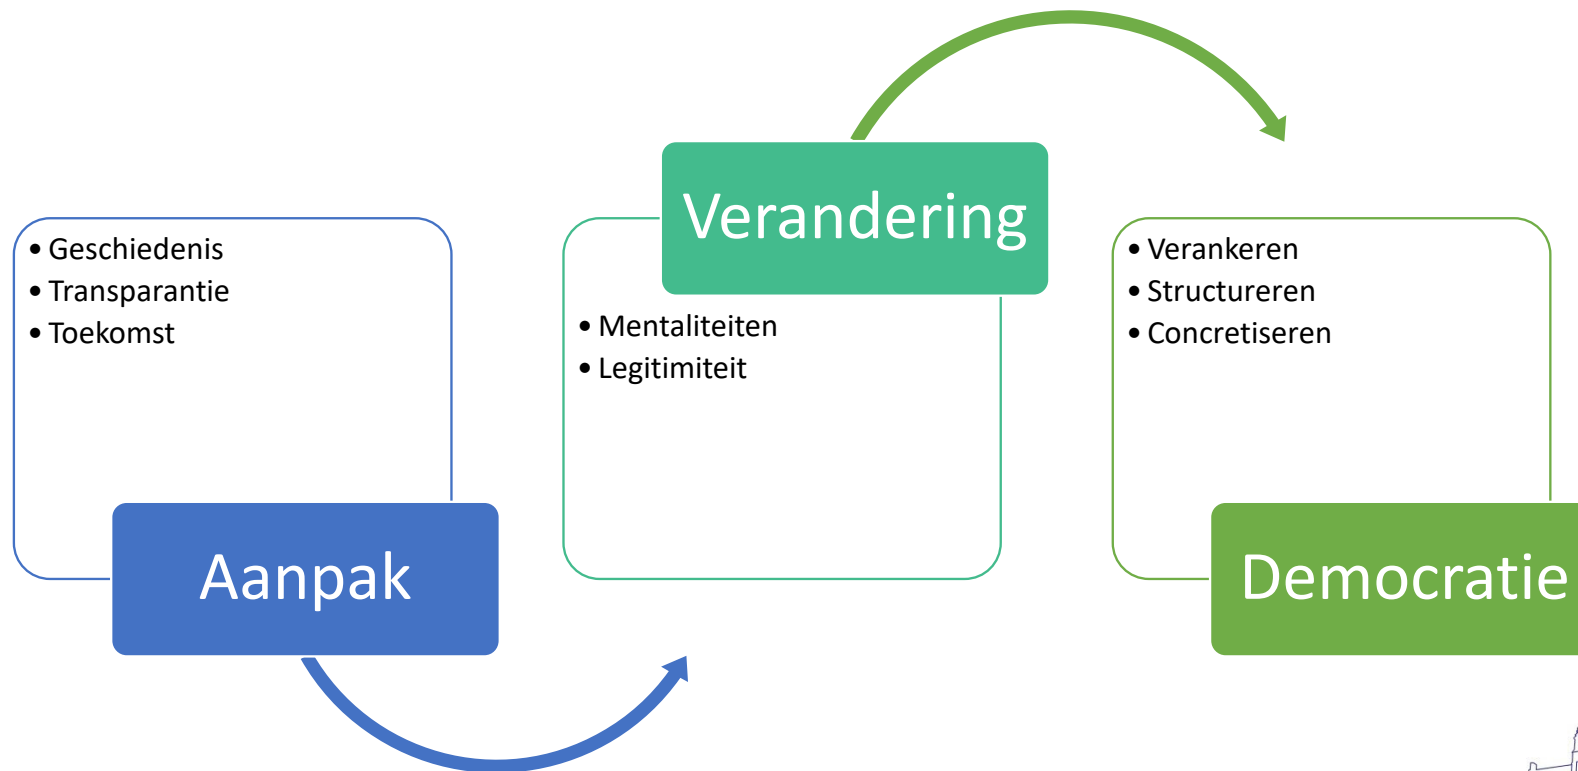 • Geschiedenis
• Transparantie
• Toekomst
Aanpak
Verandering
• Mentaliteiten
• Legitimiteit
• Verankeren
• Structureren
• Concretiseren
Democratie